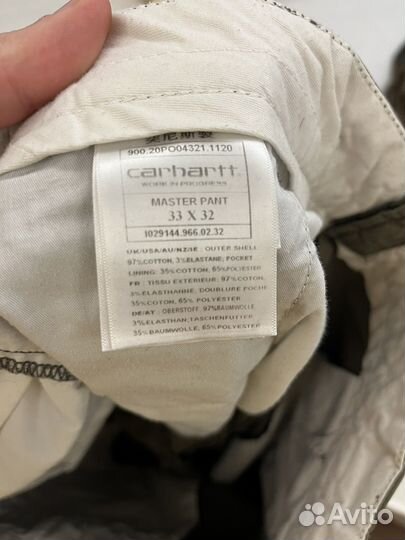 900.20PO04321.1120
carhartt
WORK IN PROGRESS
MASTER PANT
33 X 32
I029144.966.02.32
UK/USA/AU/NZ/IE: OUTER SHELL
97%COTTON, 3%ELASTANE; POCKET
LINING: 35%COTTON, 65%POLYESTER
FR : TISSU EXTERIEUR: 97%COTON,
3%ELASTHANNE, DOUBLURE POCHE
35%COTON, 65% POLYESTER
DE/AT : OBERSTOFF: 97%BAUMWOLLE
3%ELASTHAN;TASCHENFUTTER
35%BAUMWOLLE, 65%POLYESTER
Avito